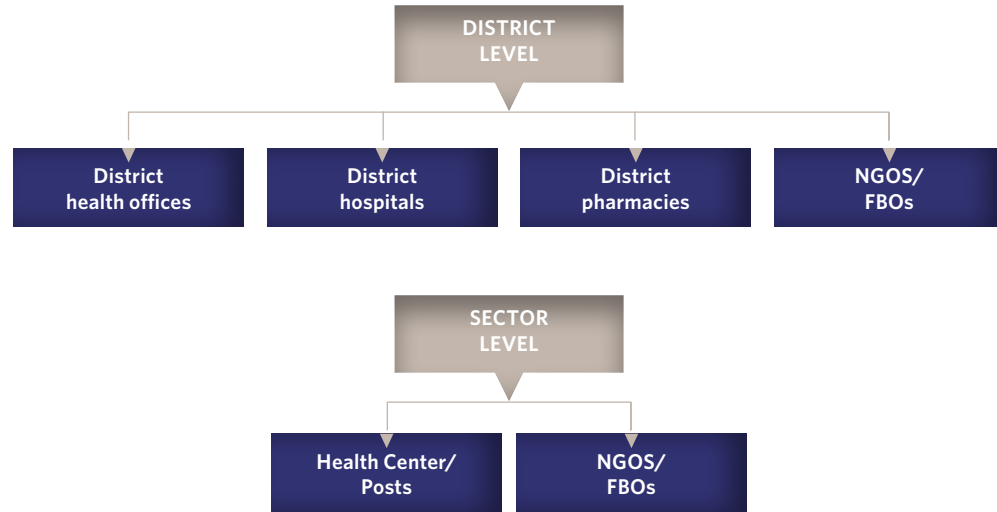 DISTRICT
LEVEL
District
health offices
District
hospitals
District
pharmacies
NGOS/
FBOs
SECTOR
LEVEL
Health Center/
Posts
NGOS/
FBOs